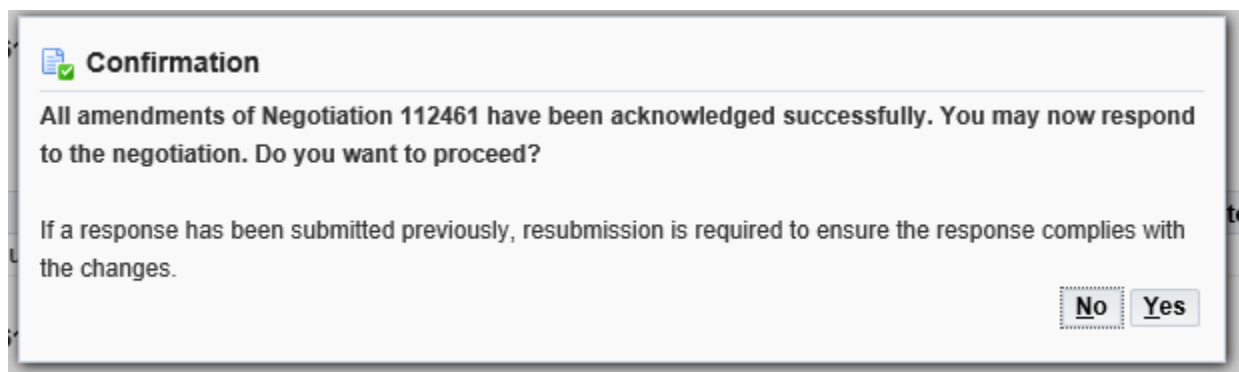 Confirmation
All amendments of Negotiation 112461 have been acknowledged successfully. You may now respond
to the negotiation. Do you want to proceed?
If a response has been submitted previously, resubmission is required to ensure the response complies with
the changes.
No Yes